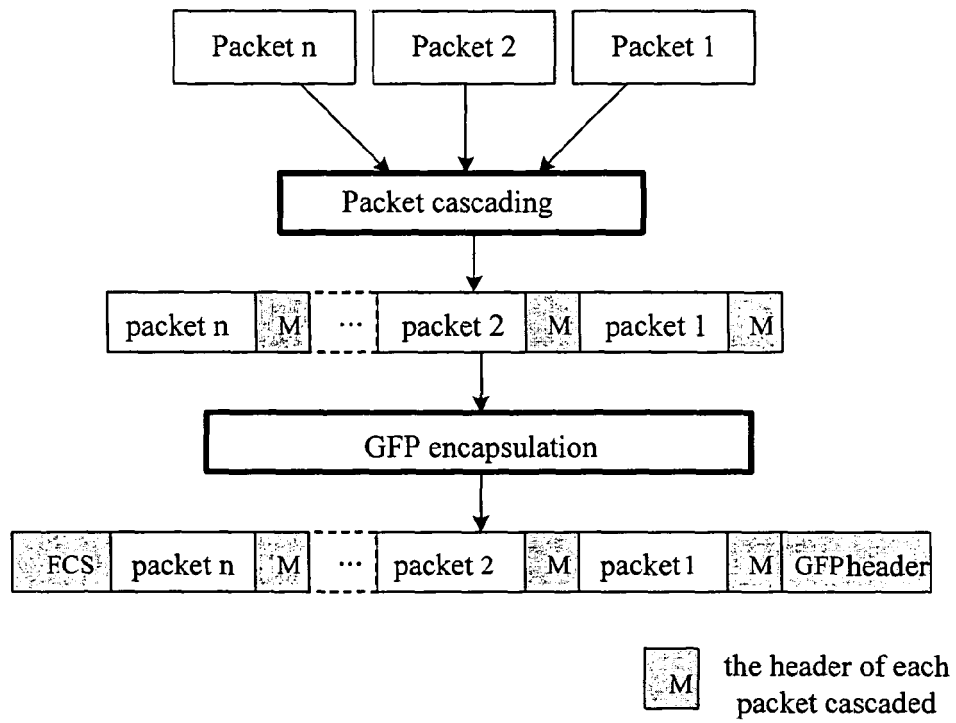 Packet n
Packet 2
Packet 1
Packet cascading
packet n
M
...
packet 2
M
packet 1
M
GFP encapsulation
FCS
packet n
M
...
packet 2
M
packet1
M
GFPheader
M
the header of each
packet cascaded